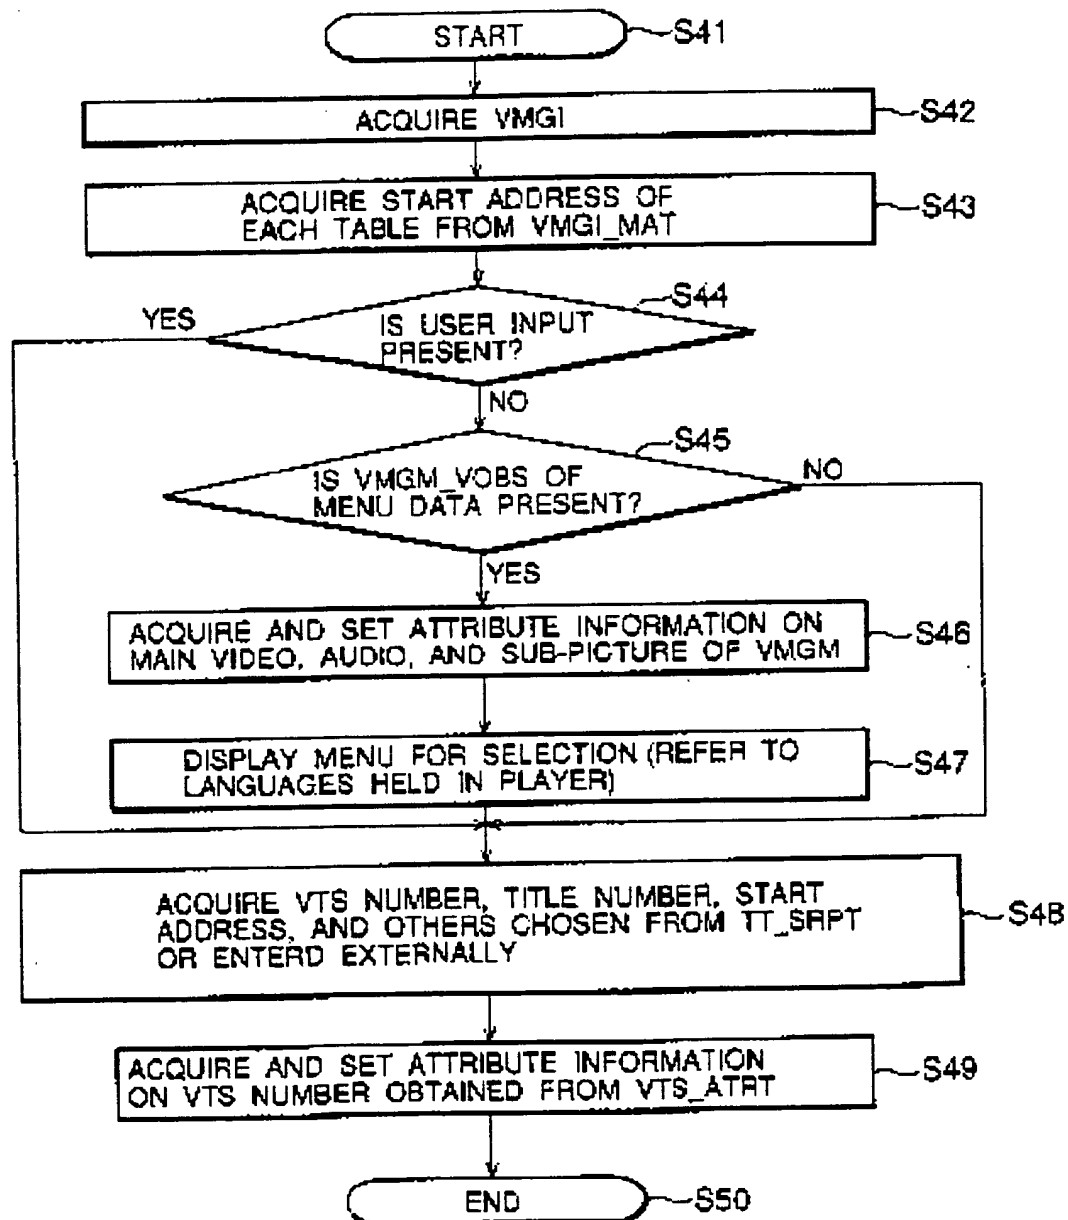 START
S41
ACQUIRE VMGI
S42
ACQUIRE START ADDRESS OF
EACH TABLE FROM VMGI_MAT
S43
S44
YES
IS USER INPUT
PRESENT?
NO
S45
IS VMGM_VOBS OF
MENU DATA PRESENT?
NO
YES
ACQUIRE AND SET ATTRIBUTE INFORMATION ON
MAIN VIDEO, AUDIO, AND SUB-PICTURE OF VMGM
S46
DISPLAY MENU FOR SELECTION (REFER TO
LANGUAGES HELD IN PLAYER)
S47
ACQUIRE VTS NUMBER, TITLE NUMBER, START
ADDRESS, AND OTHERS CHOSEN FROM TT_SRPT
OR ENTERD EXTERNALLY
S48
ACQUIRE AND SET ATTRIBUTE INFORMATION
ON VTS NUMBER OBTAINED FROM VTS_ATRT
S49
END
S50